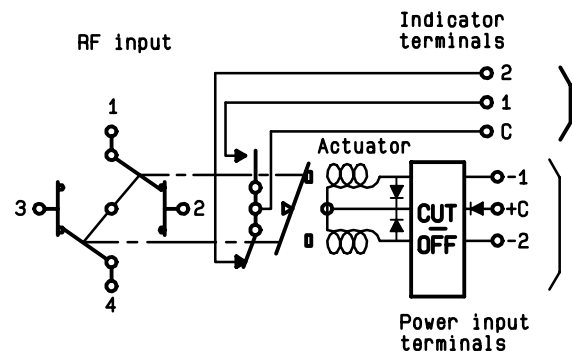 Indicator
terminals
RF input
2
1
1
C
Actuator
-1
3
2
+C
CUT
OFF
-2
4
Power input
terminals